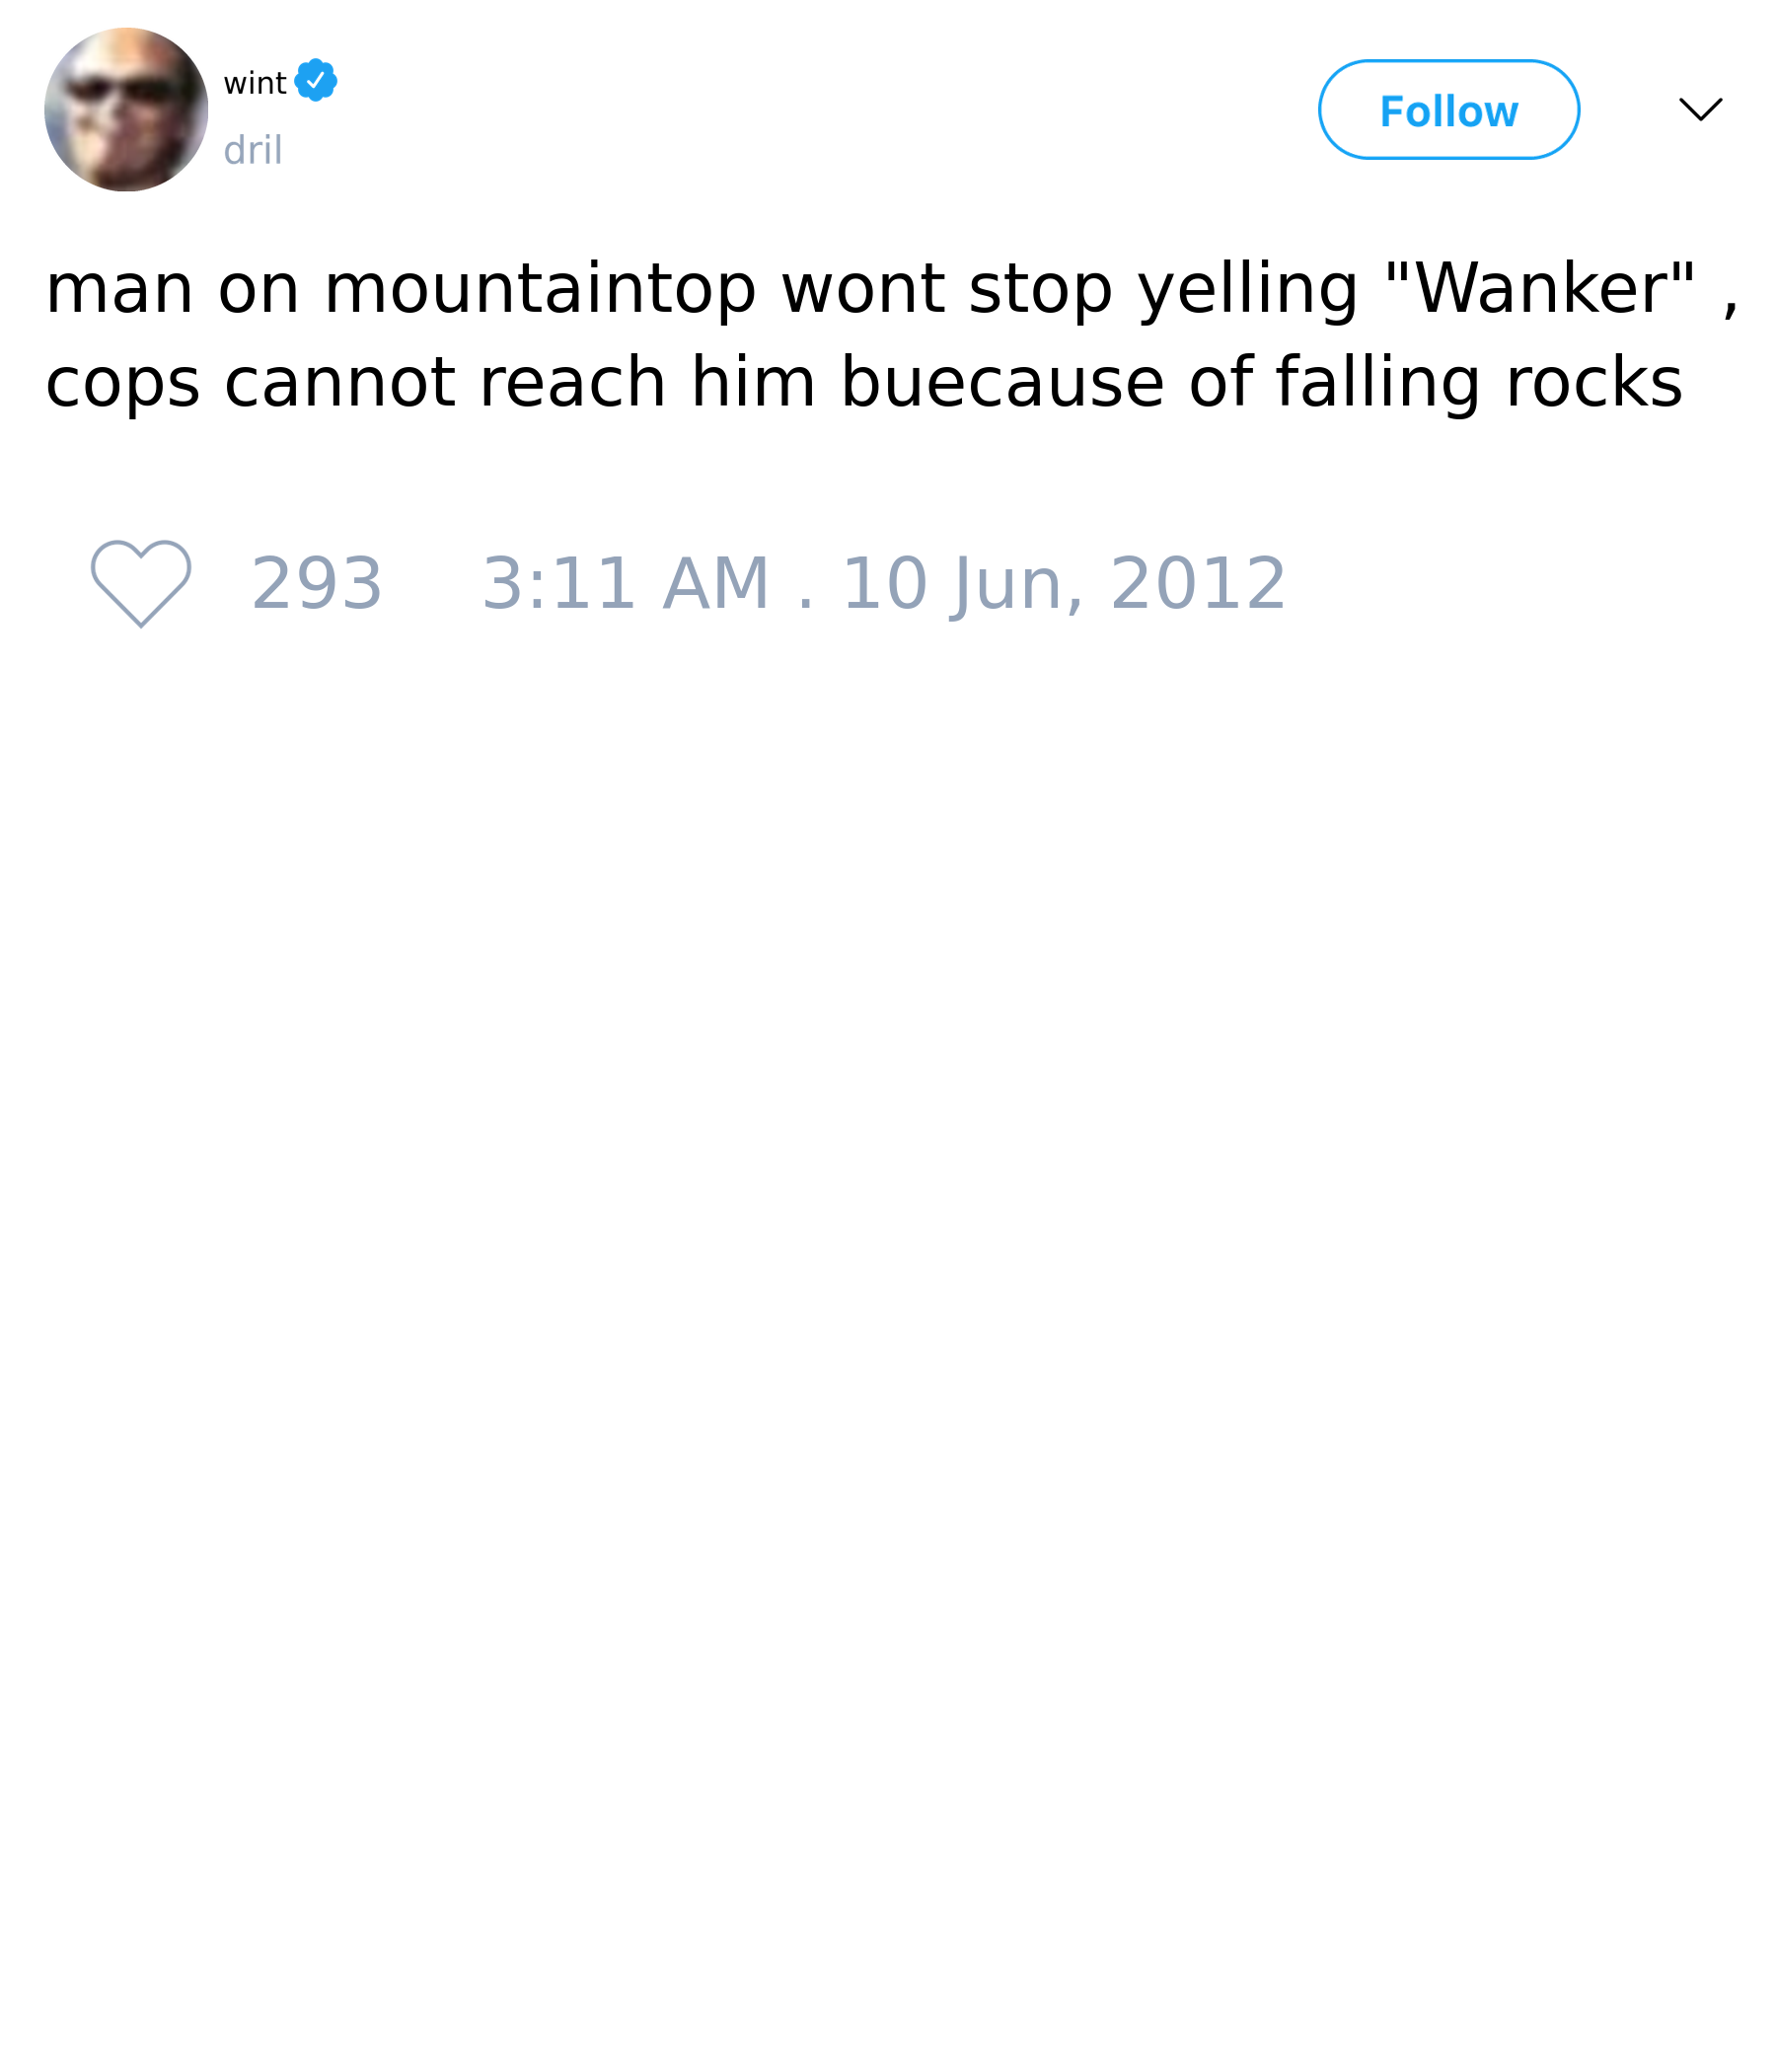 wint
dril
Follow
man on mountaintop wont stop yelling "Wanker" ,
cops cannot reach him buecause of falling rocks
293 3:11 AM . 10 Jun, 2012